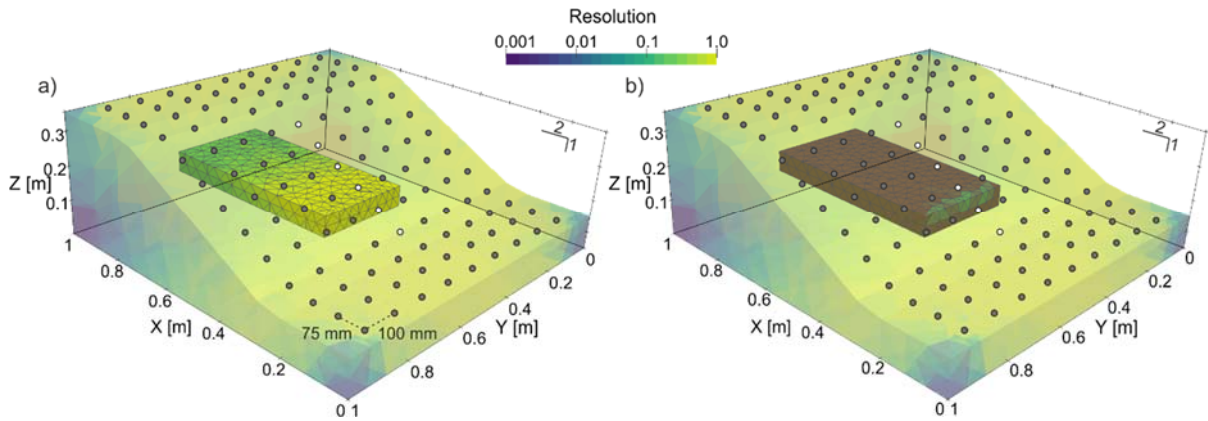 Resolution
0.001 0.01 0.1 1.0
a) b)
2 2
1 1
0.3 0.3
0.2 0.2
Z [m] Z [m]
0.1 0.1
1 0 1 0
0.8 0.2 0.8 0.2
0.6 0.4 0.6 0.4
X [m] 0.4 75 mm 100 mm Y [m] X [m] 0.4 Y [m]
0.6 0.6
0.2 0.8 0.2 0.8
0 1 0 1